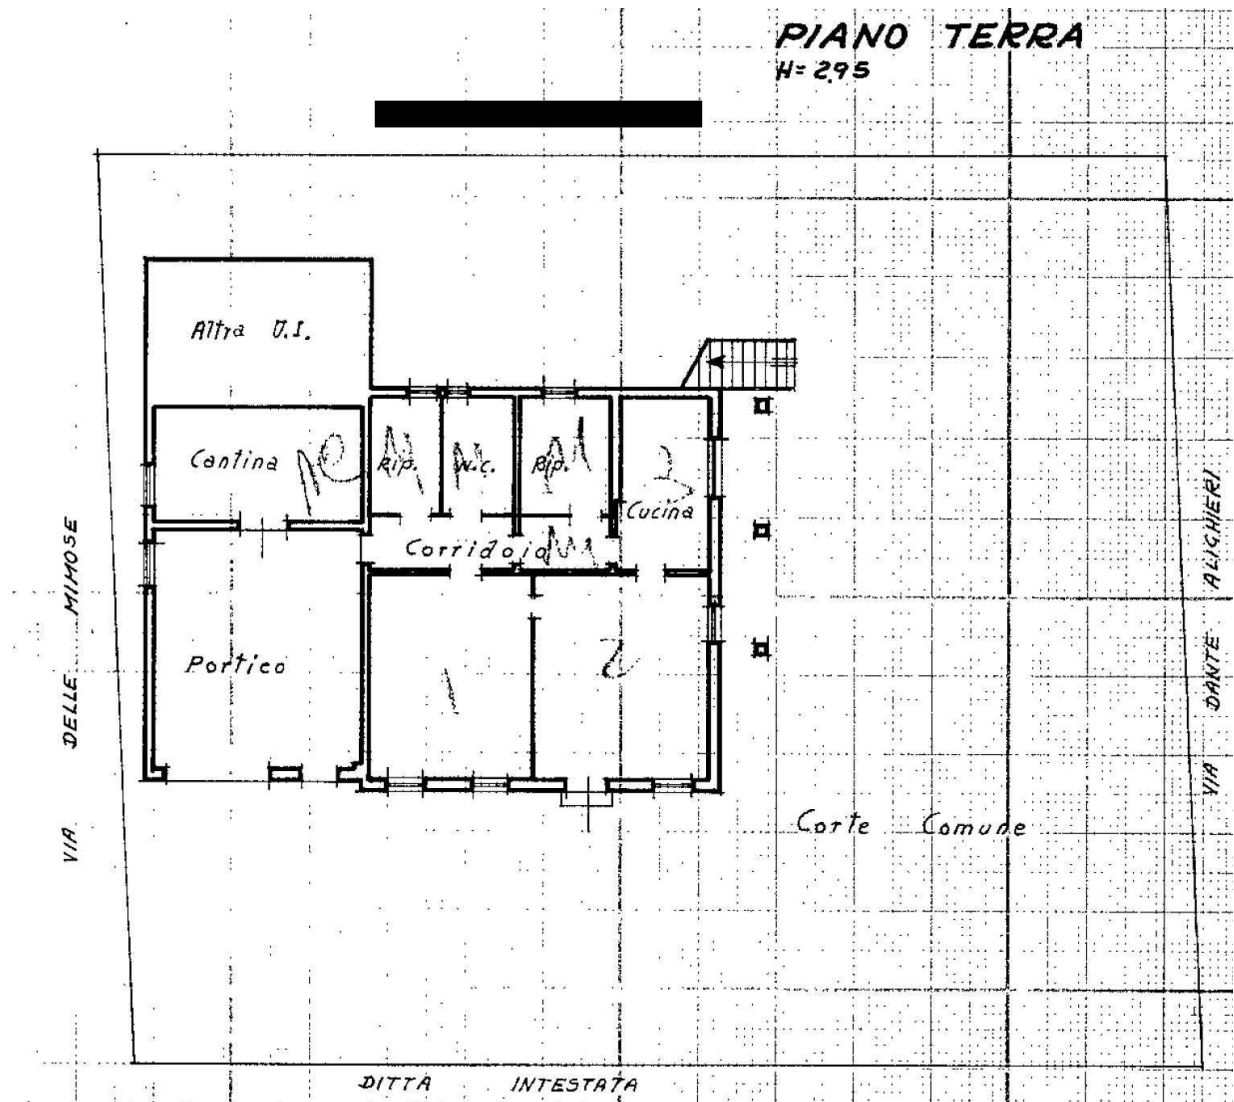 PIANO TERRA
H= 2,95
Altra U.I.
Cantina
Rip.
W.C.
Rip.
Cucina
3
Corridoio
Portico
1
2
Corte Comune
VIA DELLE MIMOSE
VIA DANTE ALIGHIERI
DITTA INTESTATA